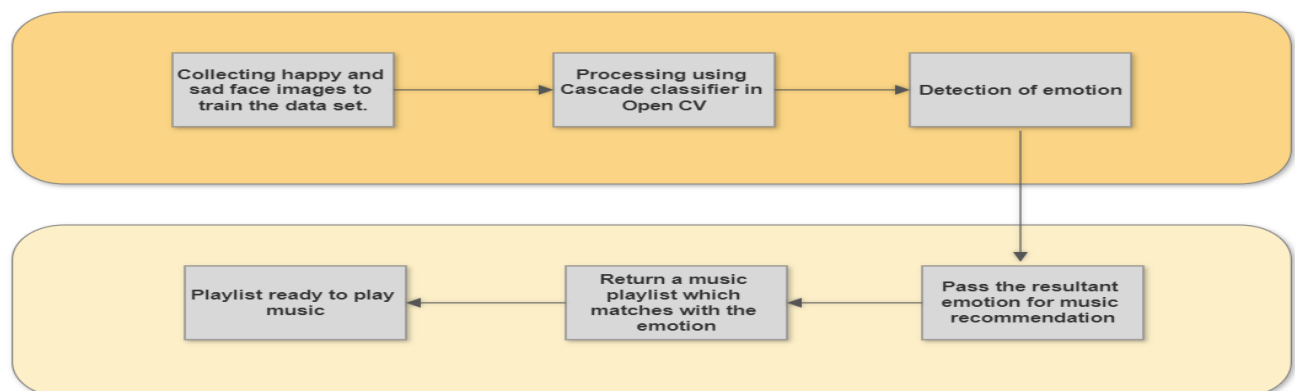 Collecting happy and
sad face images to
train the data set.
Processing using
Cascade classifier in
Open CV
Detection of emotion
Pass the resultant
emotion for music
recommendation
Return a music
playlist which
matches with the
emotion
Playlist ready to play
music